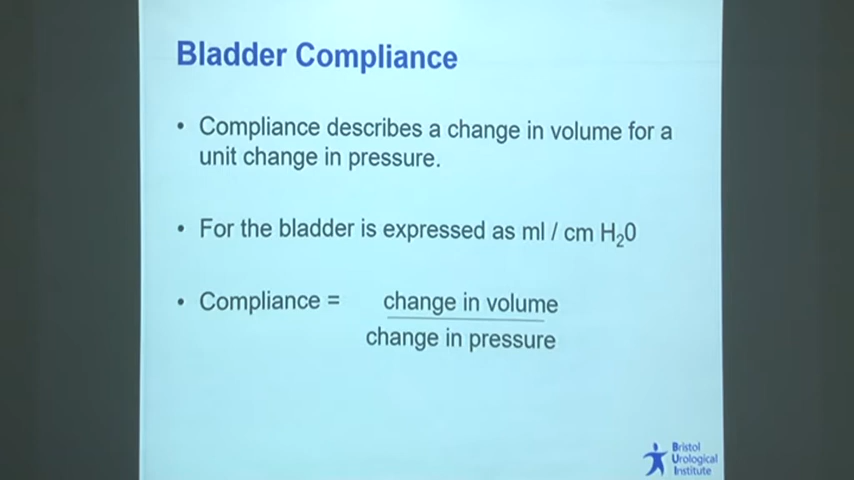 Bladder Compliance
• Compliance describes a change in volume for a
unit change in pressure.
• For the bladder is expressed as ml / cm H₂0
• Compliance = change in volume
change in pressure
Bristol
Urological
Institute